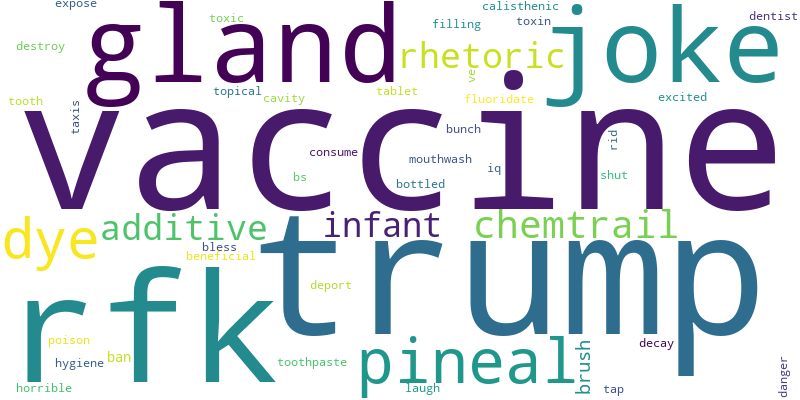 expose
calisthenic
toxic
gland
joke
dentist
filling
toxin
destroy
rhetoric
ve
topical
cavity
tablet
fluoridate
excited
tooth
taxis
vaccine
bunch
rid
consume
mouthwash
iq
bs
bottled
shut
dye
additive
infant
chemtrail
bless
beneficial
trump
rfk
deport
poison
ban
hygiene
toothpaste
pineal
brush
decay
horrible
laugh
tap
danger